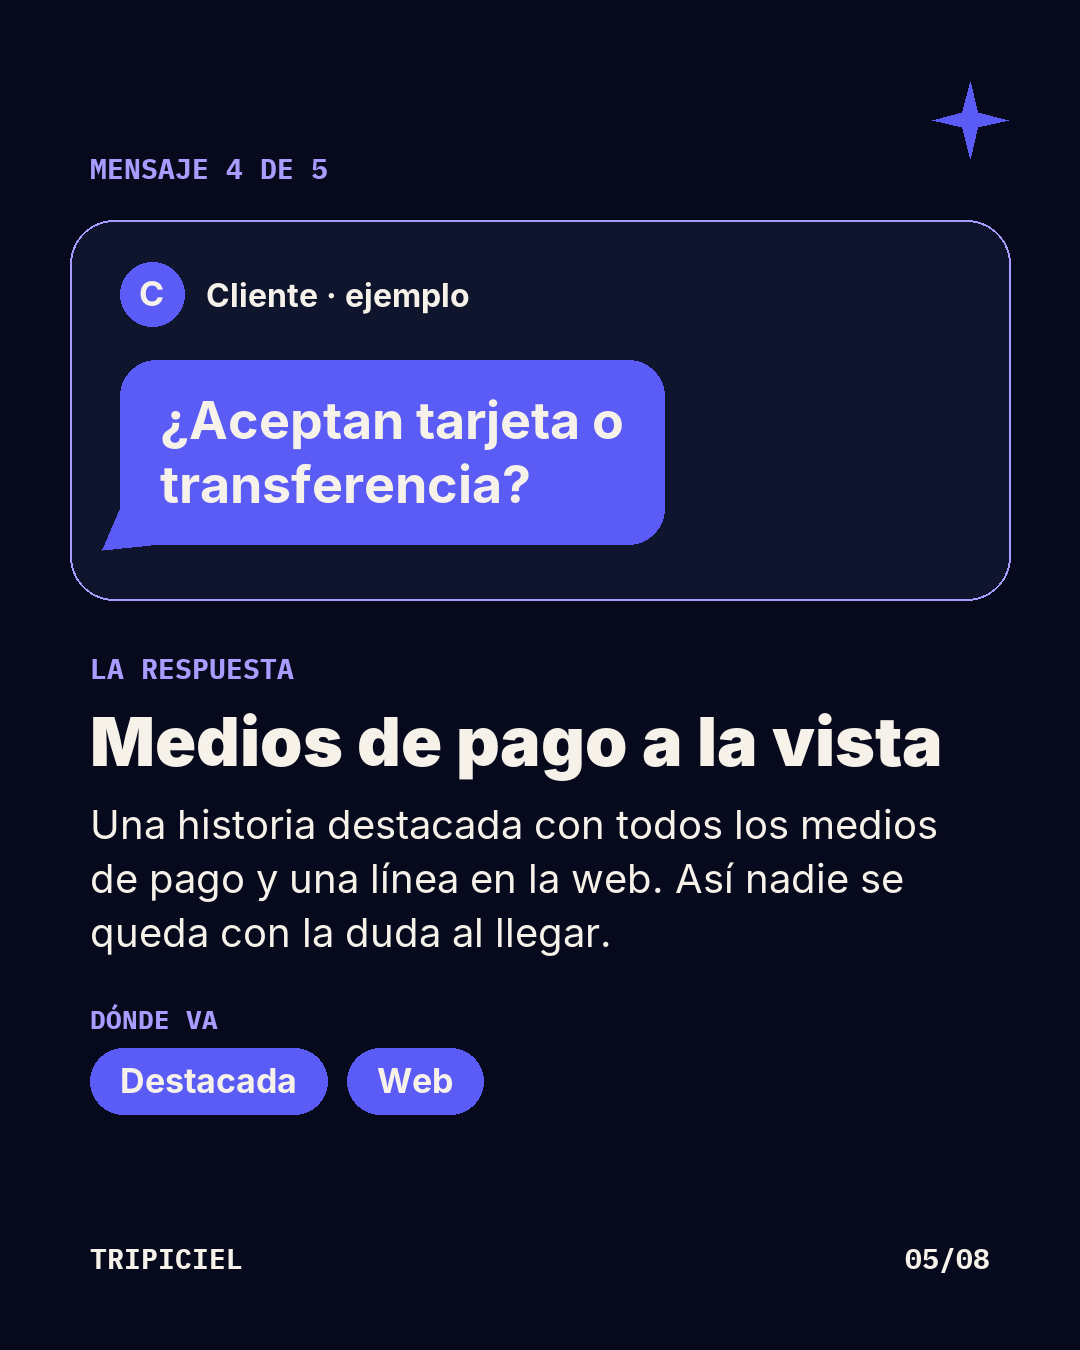 MENSAJE 4 DE 5
C
Cliente · ejemplo
¿Aceptan tarjeta o
transferencia?
LA RESPUESTA
Medios de pago a la vista
Una historia destacada con todos los medios
de pago y una línea en la web. Así nadie se
queda con la duda al llegar.
DÓNDE VA
Destacada
Web
TRIPICIEL
05/08